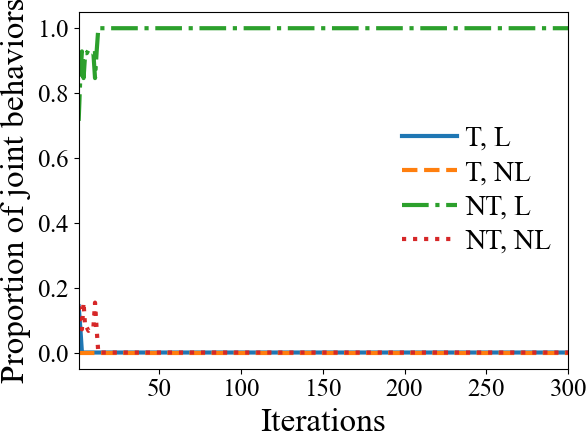 Proportion of joint behaviors
1.0
0.8
0.6
0.4
0.2
0.0
T, L
T, NL
NT, L
NT, NL
50
100
150
200
250
300
Iterations